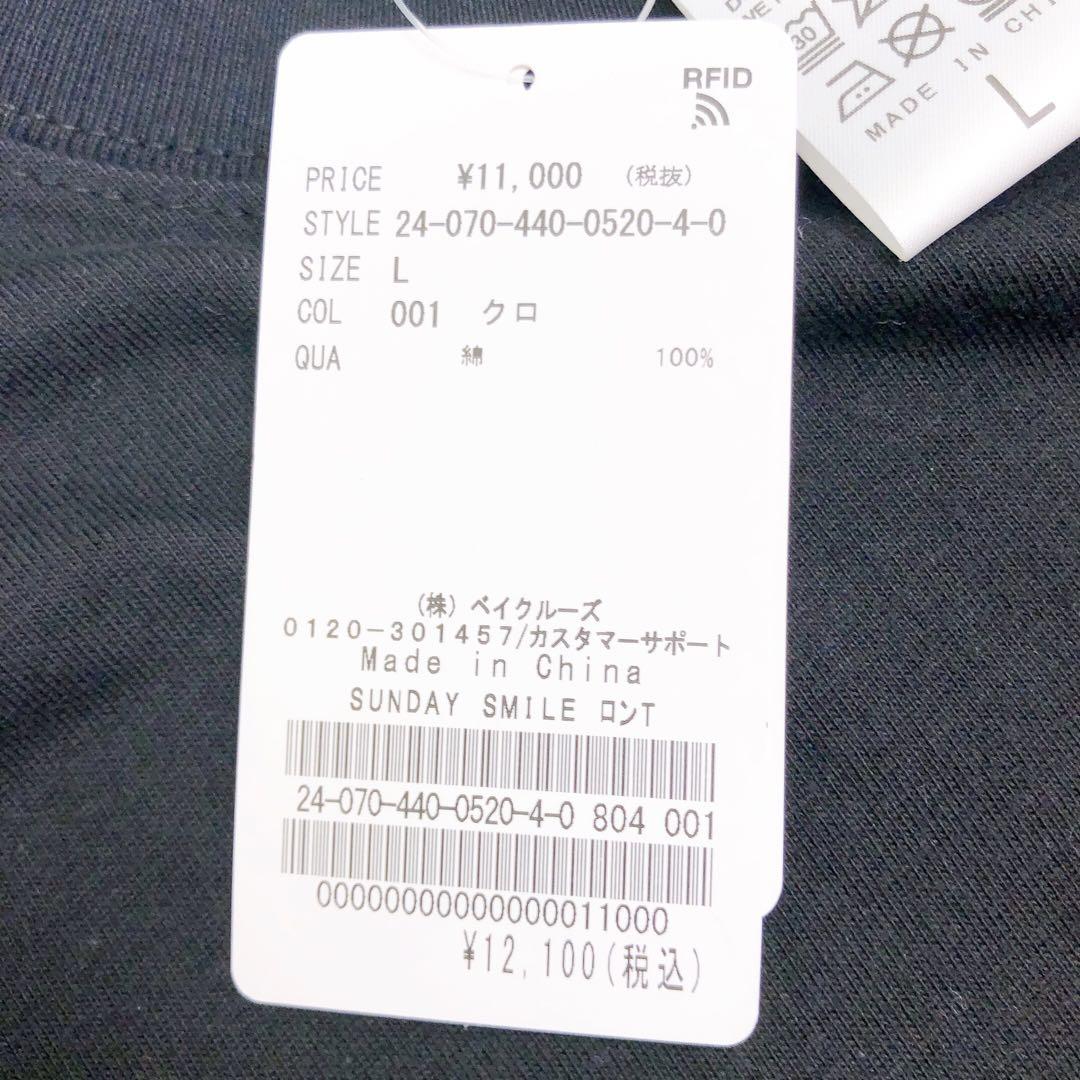 RFID
PRICE ¥11,000 (税抜)
STYLE 24-070-440-0520-4-0
SIZE L
COL 001 クロ
QUA 綿 100%
(株)ベイクルーズ
0120-301457/カスタマーサポート
Made in China
SUNDAY SMILE ロンT
24-070-440-0520-4-0 804 001
00000000000000011000
¥12,100(税込)
30
MADE IN
L